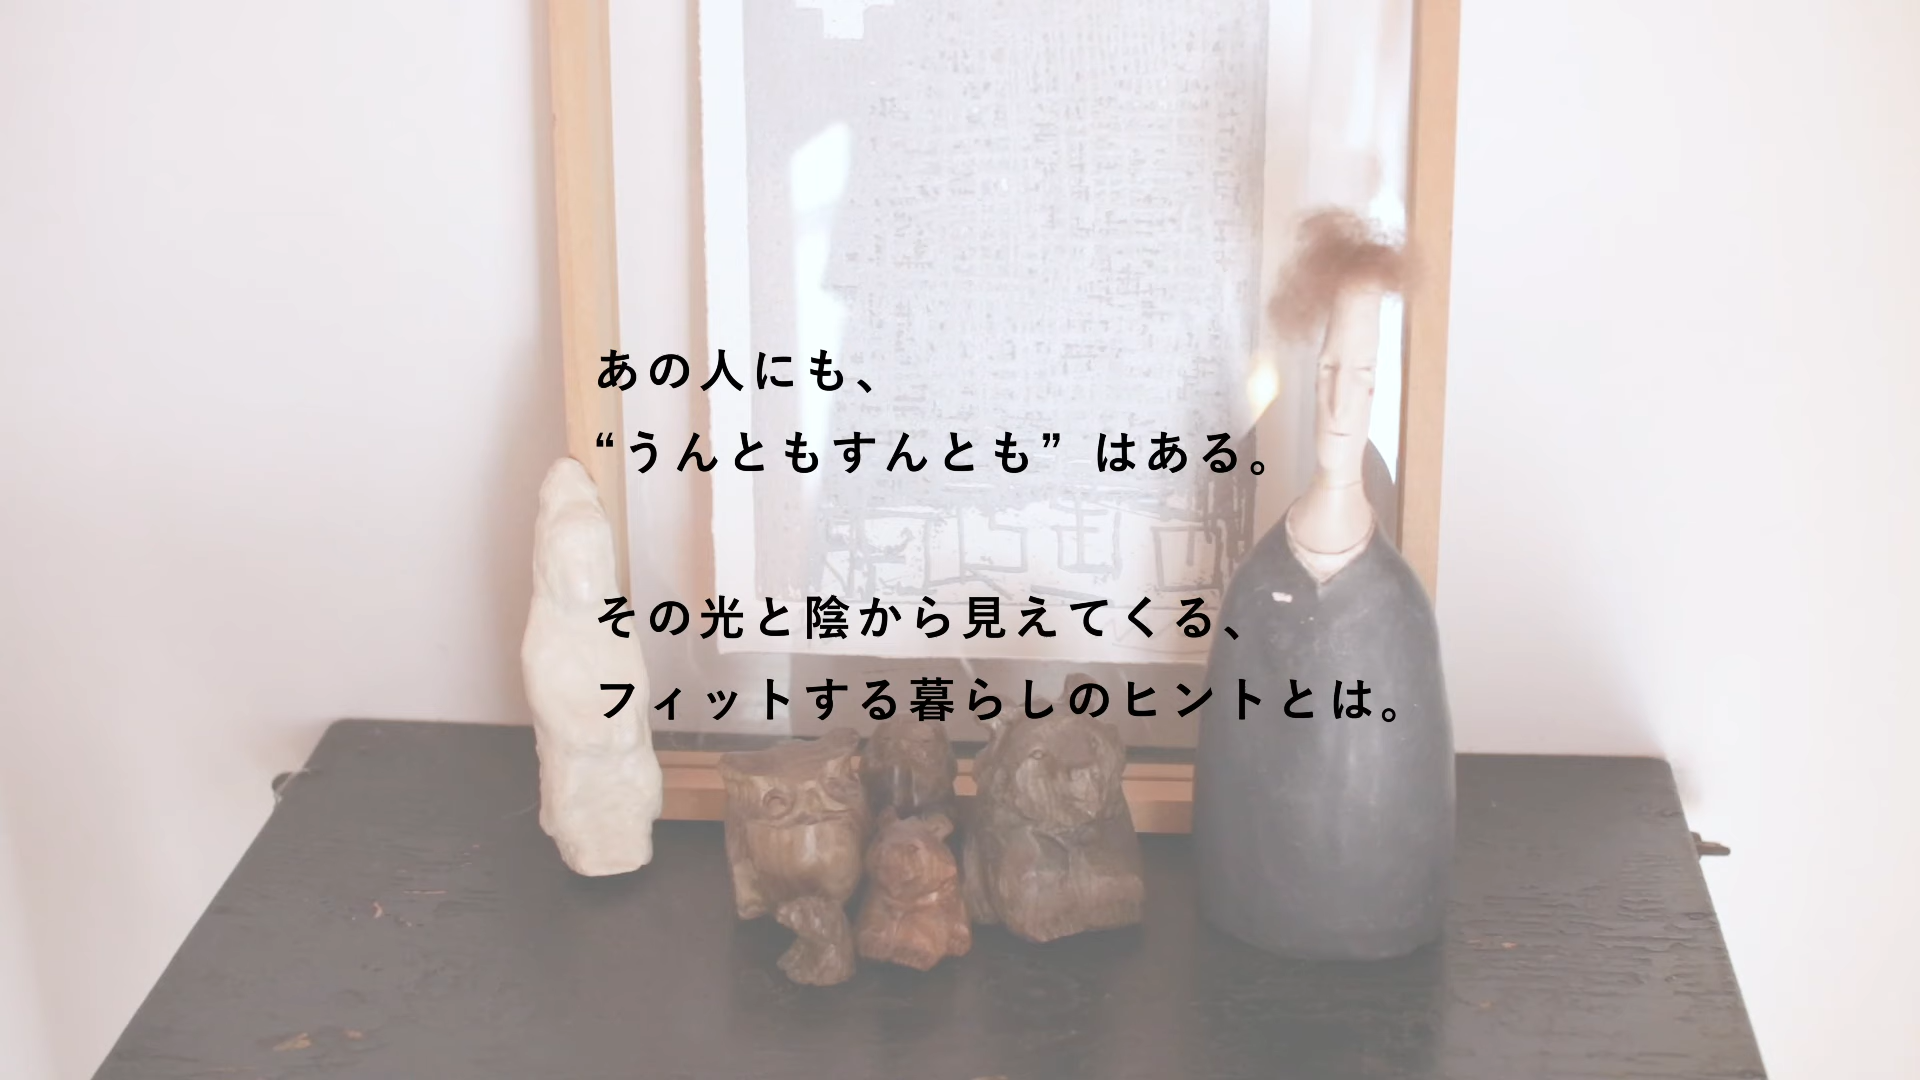 あの人にも、
“うんともすんとも” はある。
その光と陰から見えてくる、
フィットする暮らしのヒントとは。